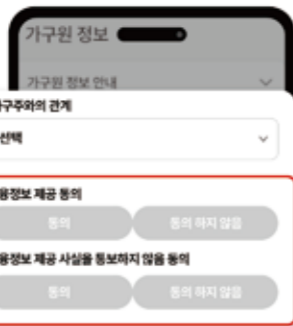 가구원 정보
가구원 정보 안내
가구주와의 관계
선택
융정보 제공 동의
동의 동의 하지 않음
융정보 제공 사실을 통보하지 않음 동의
동의 동의 하지 않음